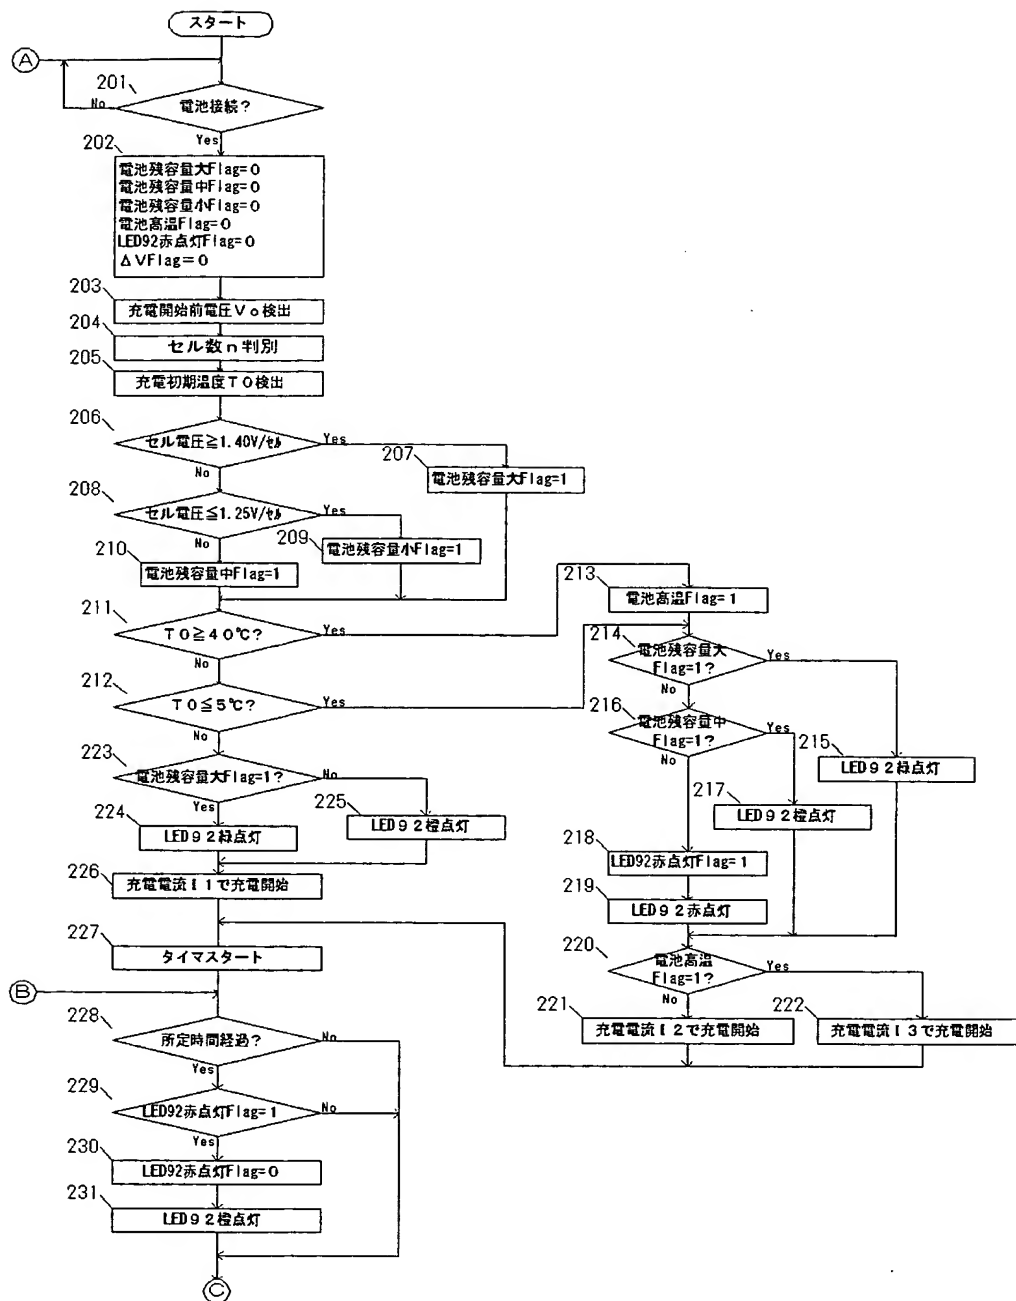 スタート
A
201
電池接続?
No
Yes
202
電池残容量大Flag=0
電池残容量中Flag=0
電池残容量小Flag=0
電池高温Flag=0
LED92赤点灯Flag=0
ΔVFlag=0
203
充電開始前電圧Vo検出
204
セル数n判別
205
充電初期温度T0検出
206
セル電圧≧1.40V/セル
Yes
No
207
電池残容量大Flag=1
208
セル電圧≦1.25V/セル
Yes
No
209
電池残容量小Flag=1
210
電池残容量中Flag=1
211
T0≧40℃?
Yes
No
212
T0≦5℃?
Yes
No
213
電池高温Flag=1
214
電池残容量大
Flag=1?
Yes
No
215
LED92緑点灯
216
電池残容量中
Flag=1?
Yes
No
217
LED92橙点灯
218
LED92赤点灯Flag=1
219
LED92赤点灯
220
電池高温
Flag=1?
Yes
No
221
充電電流I2で充電開始
222
充電電流I3で充電開始
223
電池残容量大Flag=1?
No
Yes
224
LED92緑点灯
225
LED92橙点灯
226
充電電流I1で充電開始
227
タイマスタート
B
228
所定時間経過?
No
Yes
229
LED92赤点灯Flag=1
No
Yes
230
LED92赤点灯Flag=0
231
LED92橙点灯
C